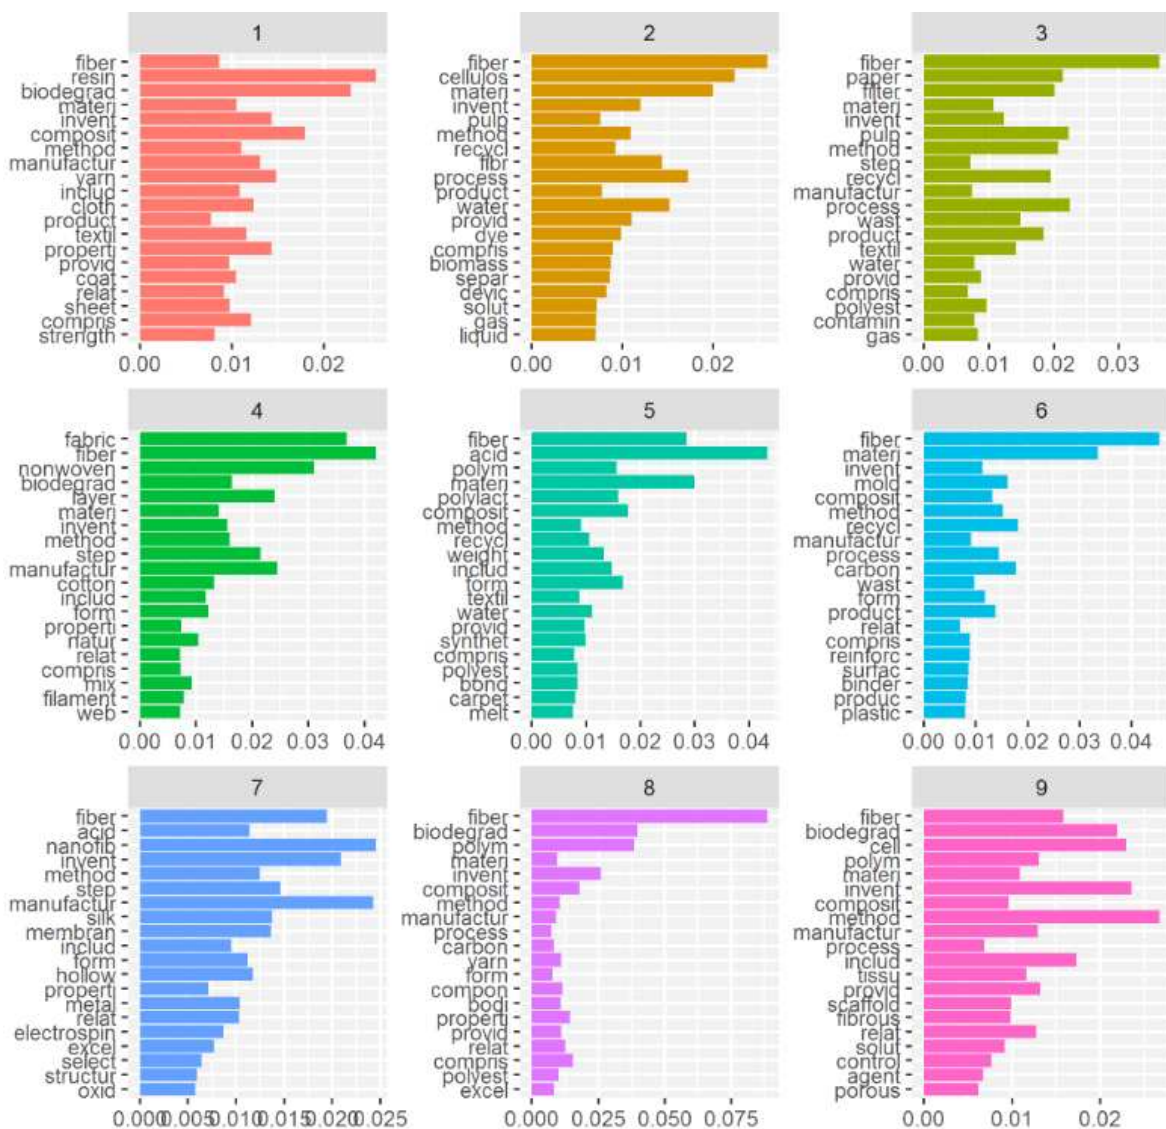 1
fiber
resin
biodegrad
materi
invent
composit
method
manufactur
yarn
includ
cloth
product
textil
properti
provid
coat
relat
sheet
compris
strength
0.00 0.01 0.02
2
fiber
cellulos
materi
invent
pulp
method
recycl
fibr
process
product
water
provid
dye
compris
biomass
separ
devic
solut
gas
liquid
0.00 0.01 0.02
3
fiber
paper
filter
materi
invent
pulp
method
step
recycl
manufactur
process
wast
product
textil
water
provid
compris
polyest
contamin
gas
0.00 0.01 0.02 0.03
4
fabric
fiber
nonwoven
biodegrad
layer
materi
invent
method
step
manufactur
cotton
includ
form
properti
natur
relat
compris
mix
filament
web
0.00 0.01 0.02 0.03 0.04
5
fiber
acid
polym
materi
polylact
composit
method
recycl
weight
includ
form
textil
water
provid
synthet
compris
polyest
bond
carpet
melt
0.00 0.01 0.02 0.03 0.04
6
fiber
materi
invent
mold
composit
method
recycl
manufactur
process
carbon
wast
form
product
relat
compris
reinforc
surfac
binder
produc
plastic
0.00 0.01 0.02 0.03 0.04
7
fiber
acid
nanofib
invent
method
step
manufactur
silk
membran
includ
form
hollow
properti
metal
relat
electrospin
excel
select
structur
oxid
0.000 0.005 0.010 0.015 0.020 0.025
8
fiber
biodegrad
polym
materi
invent
composit
method
manufactur
process
carbon
yarn
form
compon
bodi
properti
provid
relat
compris
polyest
excel
0.000 0.025 0.050 0.075
9
fiber
biodegrad
cell
polym
materi
invent
composit
method
manufactur
process
includ
tissu
provid
scaffold
fibrous
relat
solut
control
agent
porous
0.00 0.01 0.02